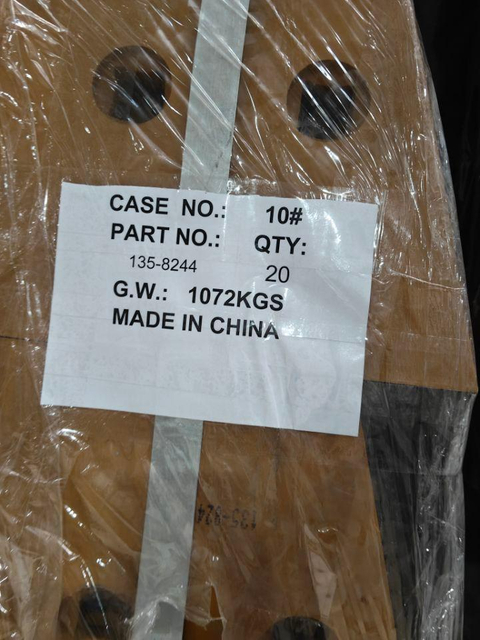 CASE NO.: 10#
PART NO.: QTY:
135-8244 20
G.W.: 1072KGS
MADE IN CHINA